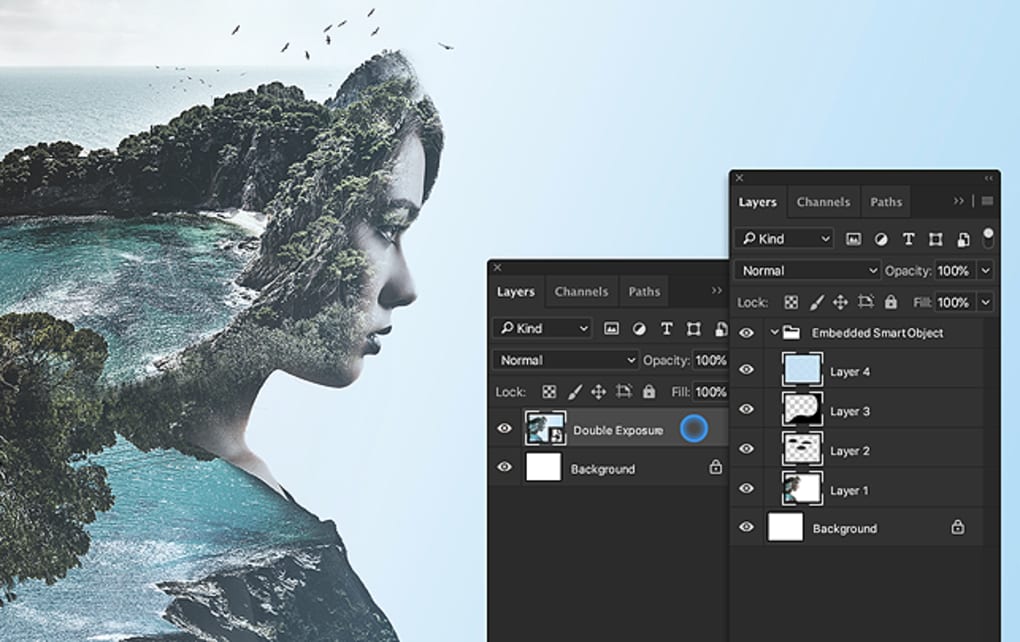 Layers Channels Paths
Kind
Normal Opacity: 100%
Lock: Fill: 100%
Embedded Smart Object
Layer 4
Layer 3
Layer 2
Layer 1
Background
Layers Channels Paths
Kind
Normal Opacity: 100%
Lock: Fill: 100%
Double Exposure
Background